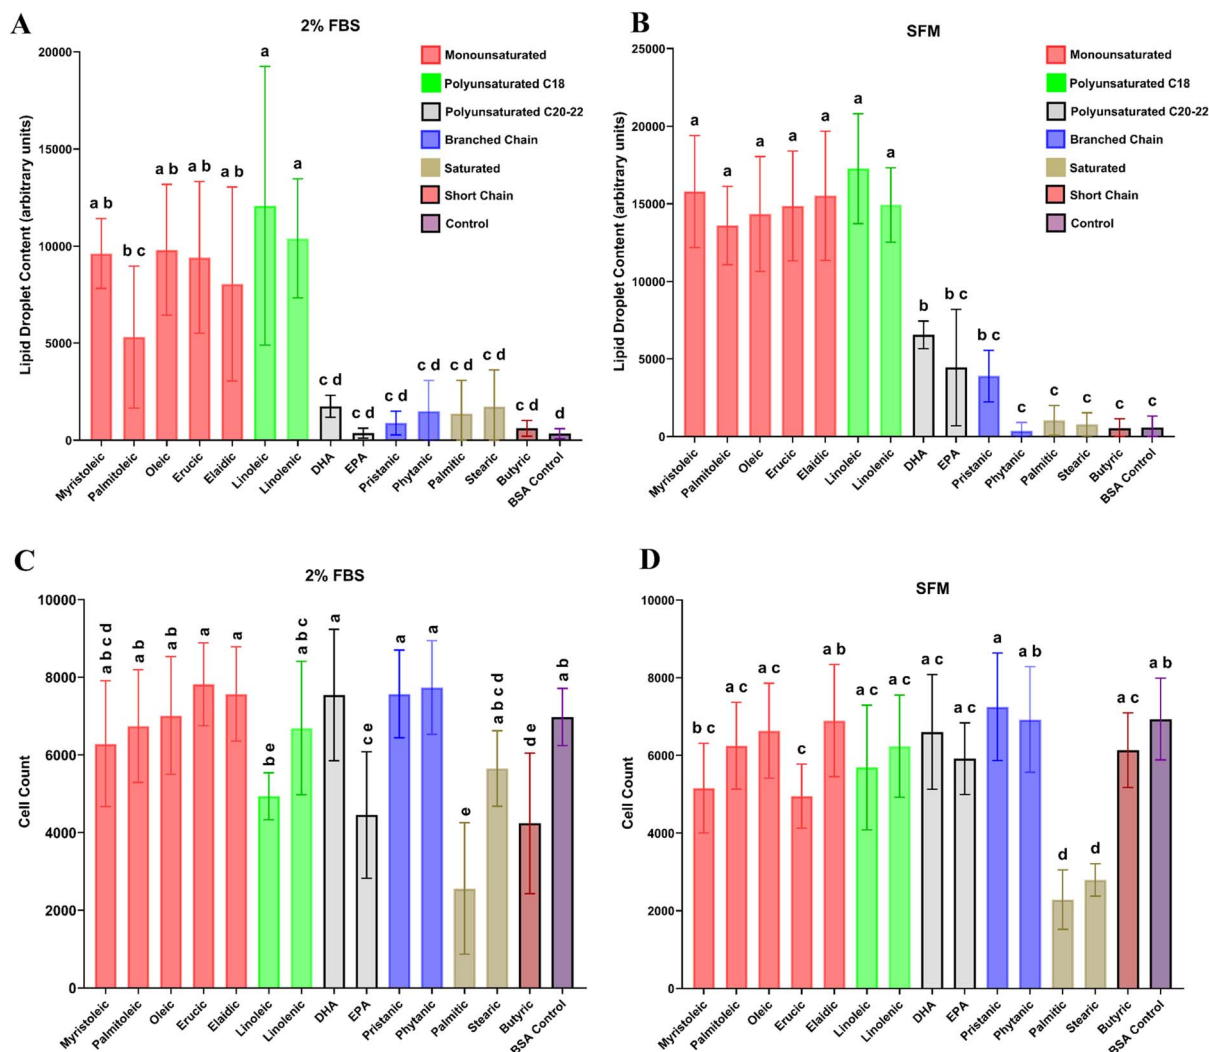 A
2% FBS
Lipid Droplet Content (arbitrary units)
20000
15000
10000
5000
0
a b
b c
a b
a b
a b
a
a
c d
c d
c d
c d
c d
c d
c d
d
Monounsaturated
Polyunsaturated C18
Polyunsaturated C20-22
Branched Chain
Saturated
Short Chain
Control
Myristoleic
Palmitoleic
Oleic
Erucic
Elaidic
Linoleic
Linolenic
DHA
EPA
Pristanic
Phytanic
Palmitic
Stearic
Butyric
BSA Control
B
SFM
Lipid Droplet Content (arbitrary units)
25000
20000
15000
10000
5000
0
a
a
a
a
a
a
a
b
b c
b c
c
c
c
c
c
Monounsaturated
Polyunsaturated C18
Polyunsaturated C20-22
Branched Chain
Saturated
Short Chain
Control
Myristoleic
Palmitoleic
Oleic
Erucic
Elaidic
Linoleic
Linolenic
DHA
EPA
Pristanic
Phytanic
Palmitic
Stearic
Butyric
BSA Control
C
2% FBS
Cell Count
10000
8000
6000
4000
2000
0
a b c d
a b
a b
a
a
b e
a b c
a
c e
a
a
e
a b c d
d e
a b
Myristoleic
Palmitoleic
Oleic
Erucic
Elaidic
Linoleic
Linolenic
DHA
EPA
Pristanic
Phytanic
Palmitic
Stearic
Butyric
BSA Control
D
SFM
Cell Count
10000
8000
6000
4000
2000
0
b c
a c
a c
c
a b
a c
a c
a c
a c
a
a b
d
d
a c
a b
Myristoleic
Palmitoleic
Oleic
Erucic
Elaidic
Linoleic
Linolenic
DHA
EPA
Pristanic
Phytanic
Palmitic
Stearic
Butyric
BSA Control